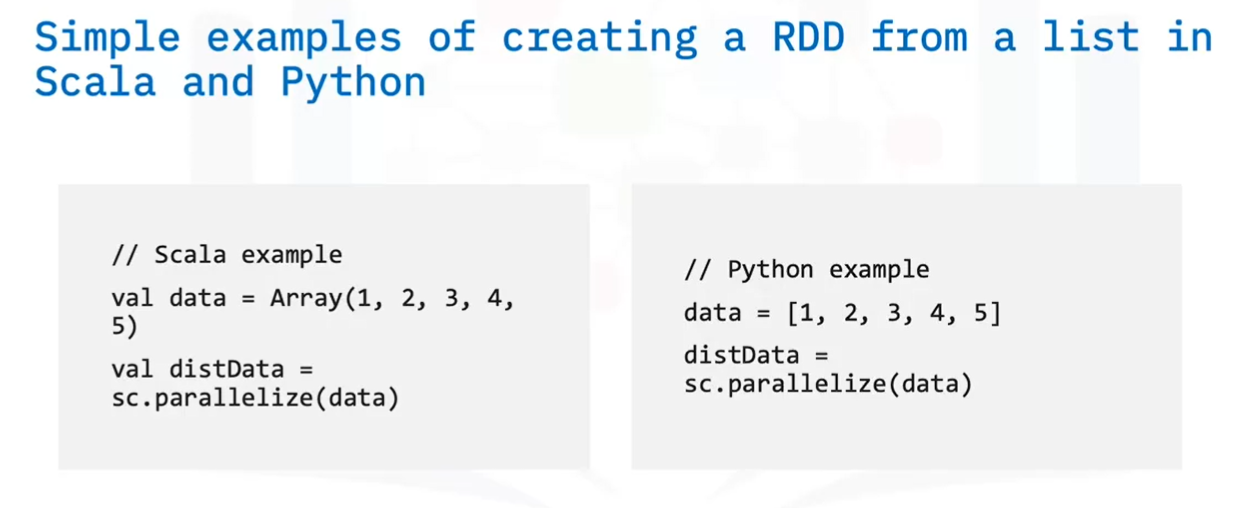 Simple examples of creating a RDD from a list in
Scala and Python
// Scala example
val data = Array(1, 2, 3, 4,
5)
val distData =
sc.parallelize(data)
// Python example
data = [1, 2, 3, 4, 5]
distData =
sc.parallelize(data)